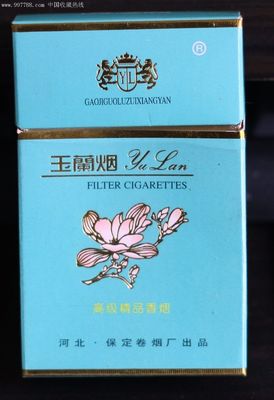 www.997788.com 中国收藏热线
YL
®
GAOJIGUOLUZUIXIANGYAN
玉蘭烟 Yu Lan
FILTER CIGARETTES
高级精品香烟
河北·保定卷烟厂出品